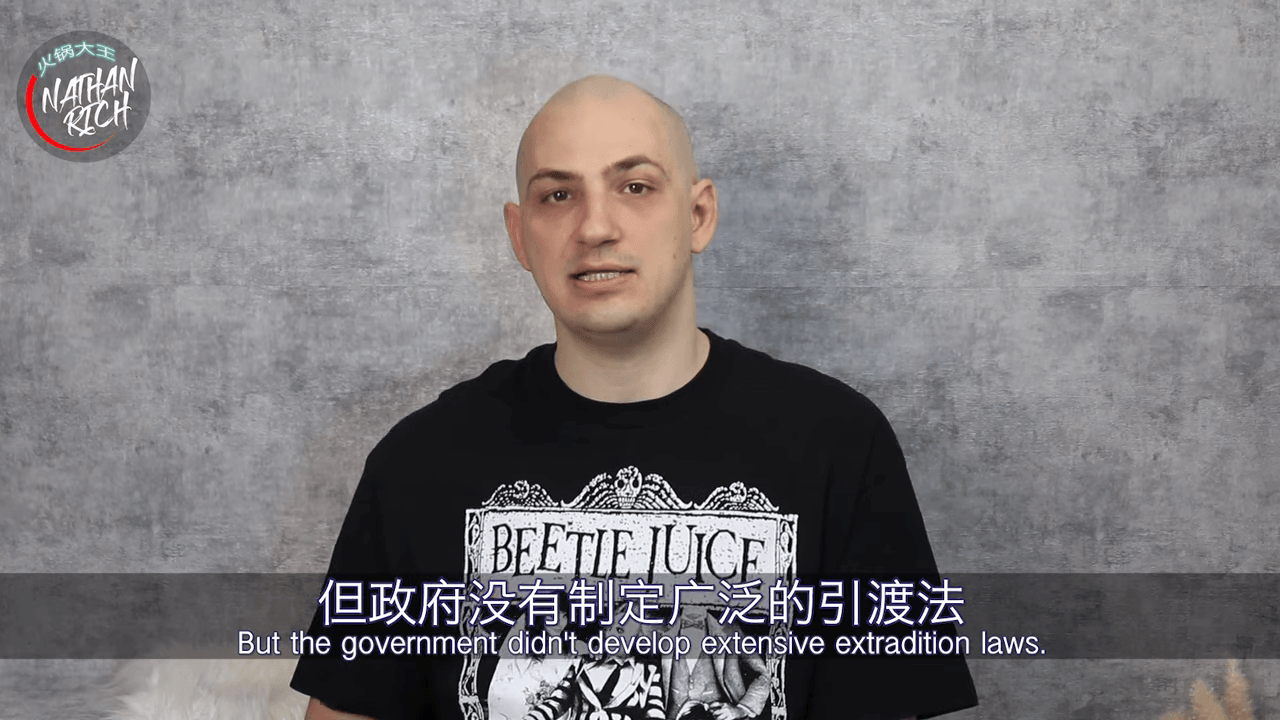 火锅大王
NATHAN
RICH
BEETLE JUICE
但政府没有制定广泛的引渡法
But the government didn't develop extensive extradition laws.